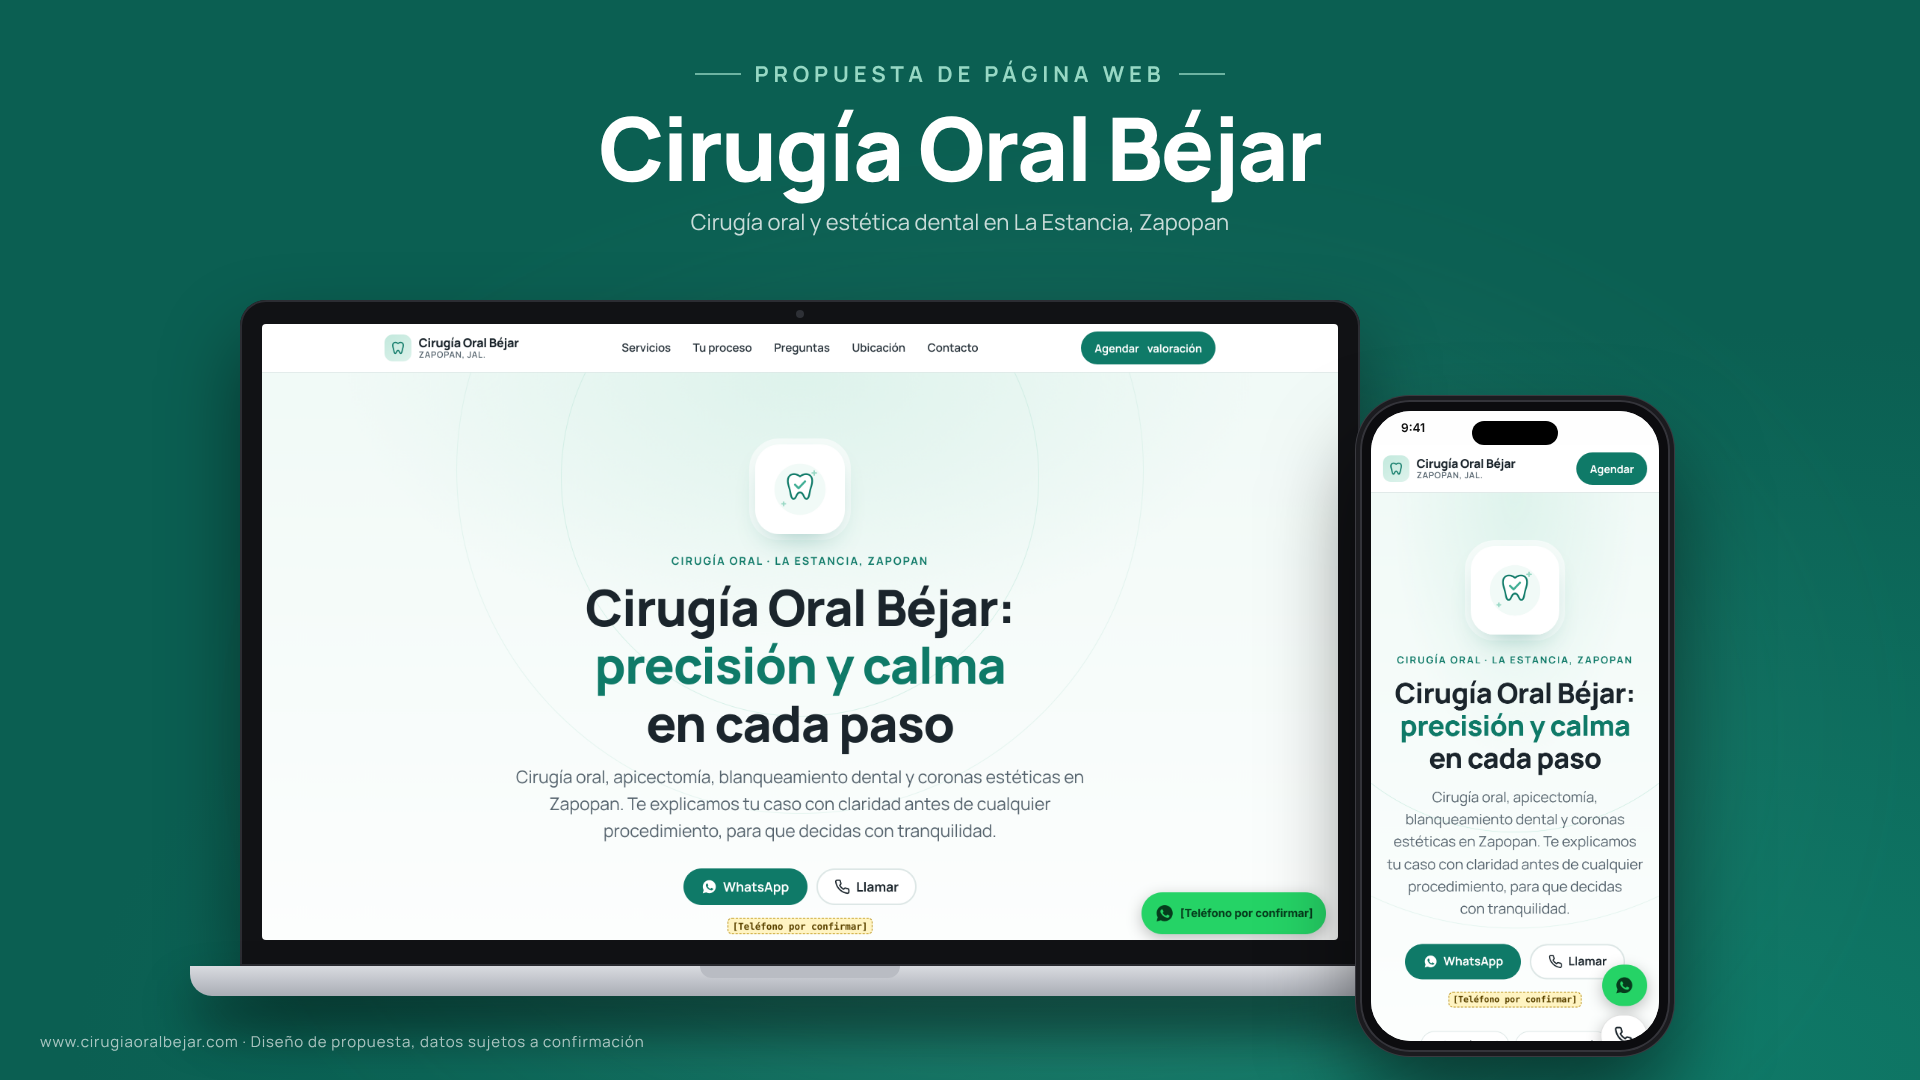 PROPUESTA DE PÁGINA WEB
Cirugía Oral Béjar
Cirugía oral y estética dental en La Estancia, Zapopan
Cirugía Oral Béjar
ZAPOPAN, JAL.
Servicios
Tu proceso
Preguntas
Ubicación
Contacto
Agendar valoración
CIRUGÍA ORAL · LA ESTANCIA, ZAPOPAN
Cirugía Oral Béjar:
precisión y calma
en cada paso
Cirugía oral, apicectomía, blanqueamiento dental y coronas estéticas en
Zapopan. Te explicamos tu caso con claridad antes de cualquier
procedimiento, para que decidas con tranquilidad.
WhatsApp
Llamar
[Teléfono por confirmar]
[Teléfono por confirmar]
9:41
Cirugía Oral Béjar
ZAPOPAN, JAL.
Agendar
CIRUGÍA ORAL · LA ESTANCIA, ZAPOPAN
Cirugía Oral Béjar:
precisión y calma
en cada paso
Cirugía oral, apicectomía,
blanqueamiento dental y coronas
estéticas en Zapopan. Te explicamos
tu caso con claridad antes de cualquier
procedimiento, para que decidas
con tranquilidad.
WhatsApp
Llamar
[Teléfono por confirmar]
www.cirugiaoralbejar.com · Diseño de propuesta, datos sujetos a confirmación